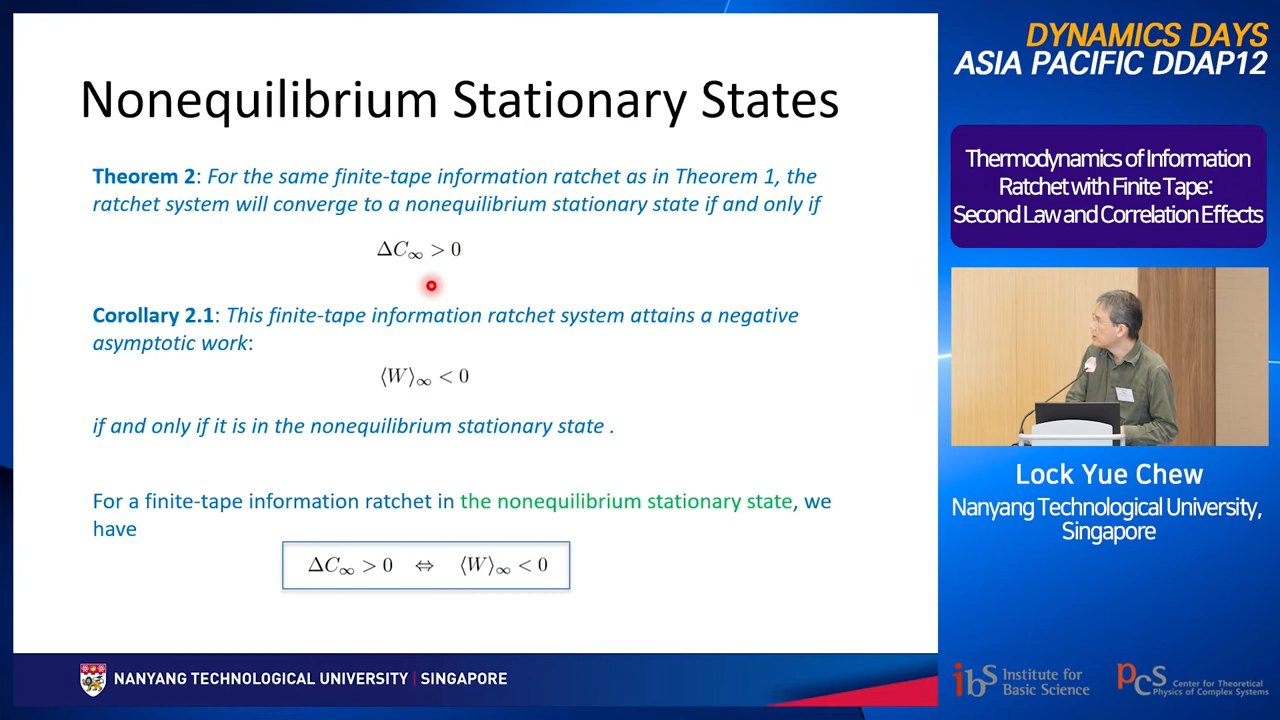 Nonequilibrium Stationary States
Theorem 2: For the same finite-tape information ratchet as in Theorem 1, the
ratchet system will converge to a nonequilibrium stationary state if and only if
ΔC∞ > 0
Corollary 2.1: This finite-tape information ratchet system attains a negative
asymptotic work:
⟨W⟩∞ < 0
if and only if it is in the nonequilibrium stationary state .
For a finite-tape information ratchet in the nonequilibrium stationary state, we
have
ΔC∞ > 0 ⇔ ⟨W⟩∞ < 0
NANYANG TECHNOLOGICAL UNIVERSITY | SINGAPORE
DYNAMICS DAYS
ASIA PACIFIC DDAP12
Thermodynamics of Information
Ratchet with Finite Tape:
Second Law and Correlation Effects
Lock Yue Chew
Nanyang Technological University,
Singapore
ibS Institute for
Basic Science
PCS Center for Theoretical
Physics of Complex Systems